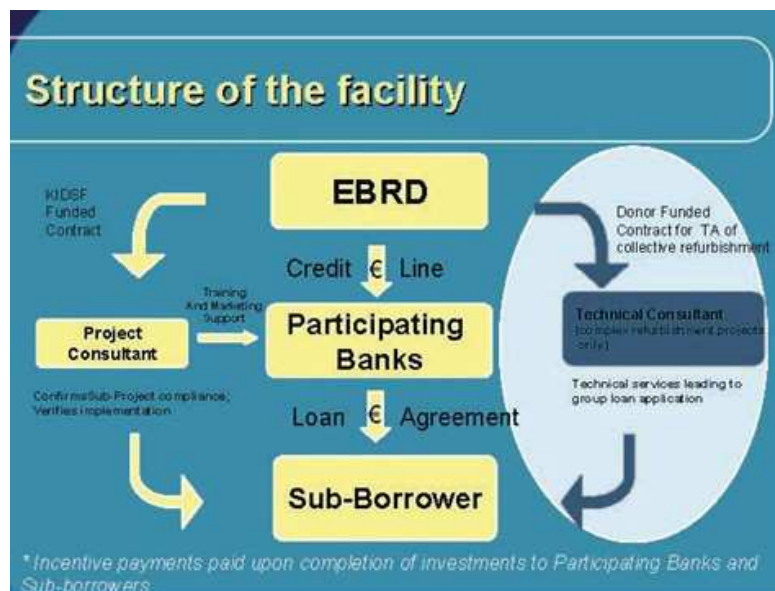 Structure of the facility
KIDSF
Funded
Contract
EBRD
Donor Funded
Contract for TA of
collective refurbishment
Credit € Line
Training
And Marketing
Support
Project
Consultant
Participating
Banks
Technical Consultant
(complex refurbishment projects
only)
ConfirmsSub-Project compliance;
Verifies implementation
Technical services leading to
group loan application
Loan € Agreement
Sub-Borrower
*Incentive payments paid upon completion of investments to Participating Banks and
Sub-borrowers